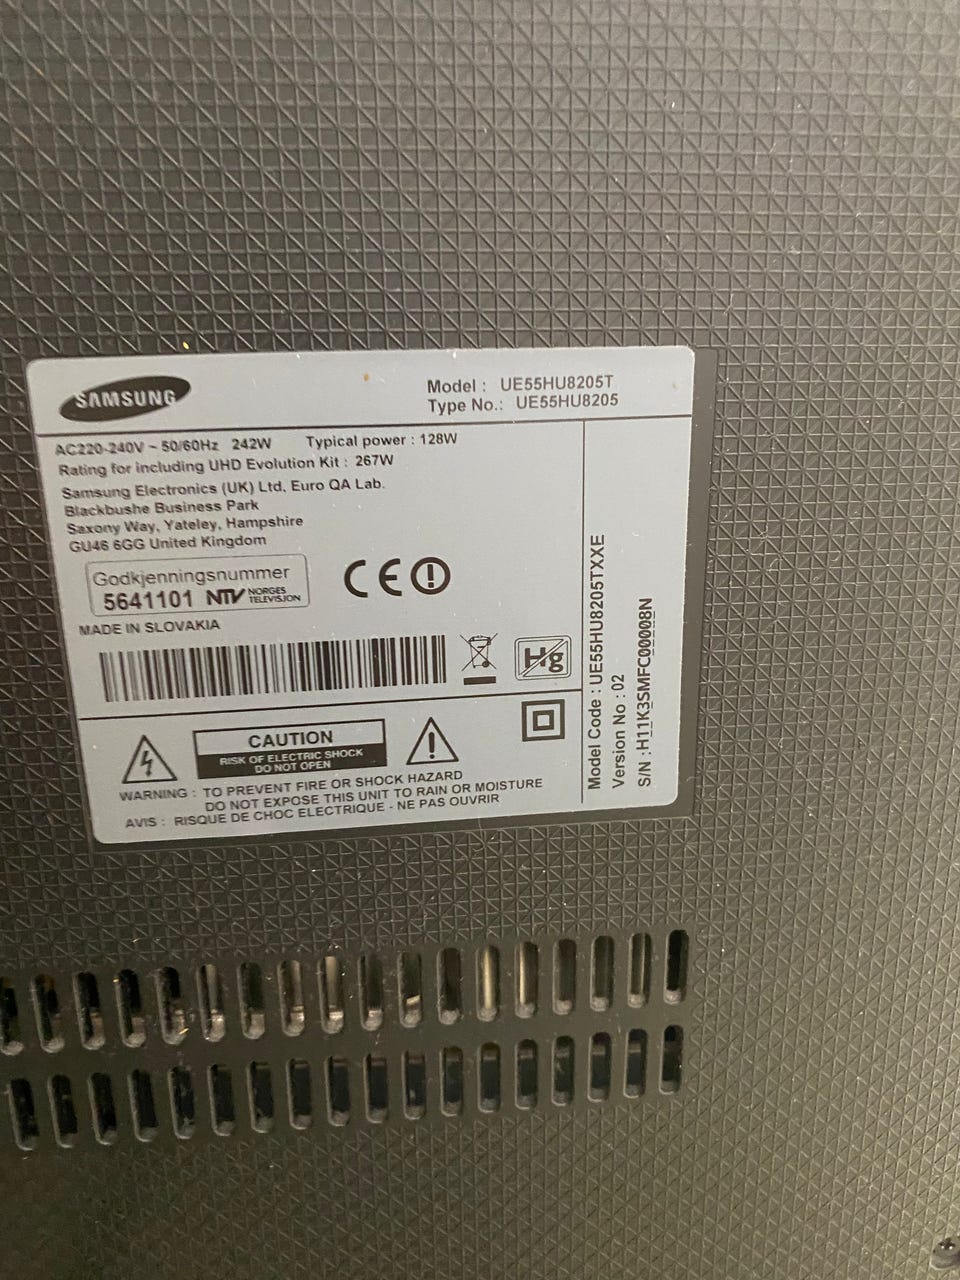 SAMSUNG
Model : UE55HU8205T
Type No.: UE55HU8205
AC220-240V ~ 50/60Hz 242W Typical power : 128W
Rating for including UHD Evolution Kit : 267W
Samsung Electronics (UK) Ltd, Euro QA Lab.
Blackbushe Business Park
Saxony Way, Yateley, Hampshire
GU46 6GG United Kingdom
Godkjenningsnummer
5641101 NTV NORGES
TELEVISJON
CE
MADE IN SLOVAKIA
Hg
CAUTION
RISK OF ELECTRIC SHOCK
DO NOT OPEN
WARNING : TO PREVENT FIRE OR SHOCK HAZARD
DO NOT EXPOSE THIS UNIT TO RAIN OR MOISTURE
AVIS : RISQUE DE CHOC ELECTRIQUE - NE PAS OUVRIR
Model Code : UE55HU8205TXXE
Version No : 02
S/N : H11K3SMFC00008N